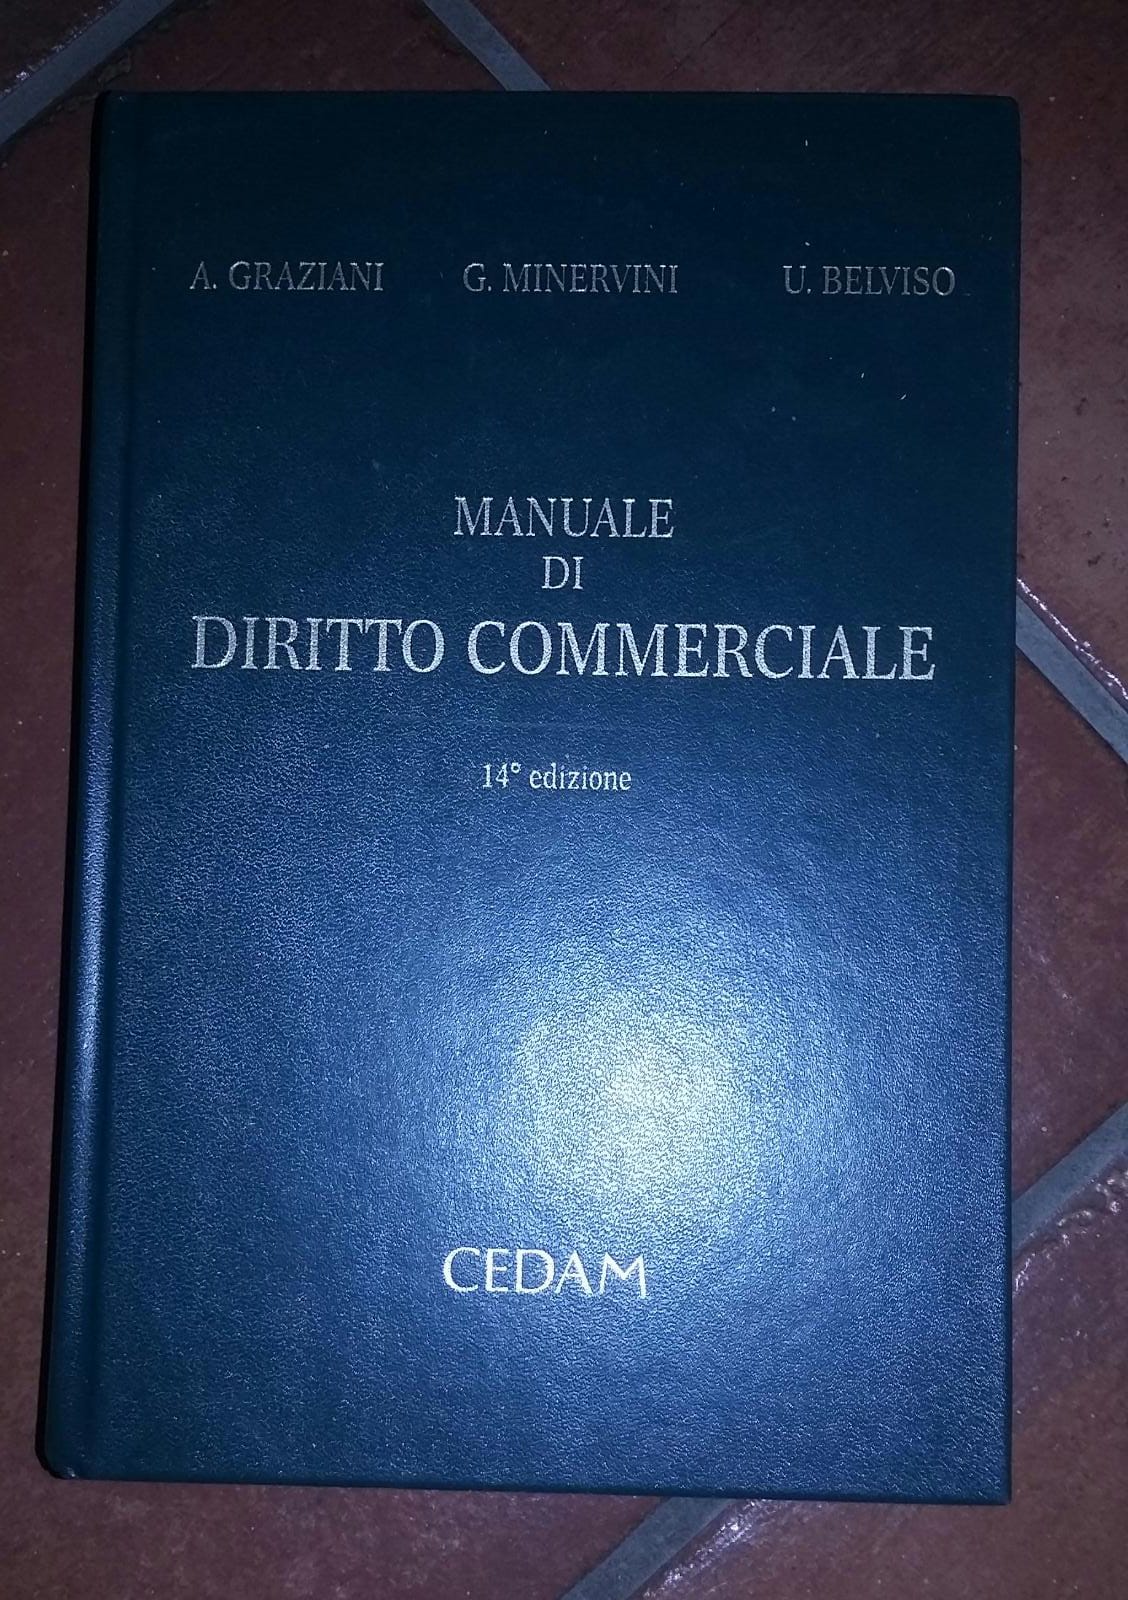 A. GRAZIANI G. MINERVINI U. BELVISO
MANUALE
DI
DIRITTO COMMERCIALE
14° edizione
CEDAM